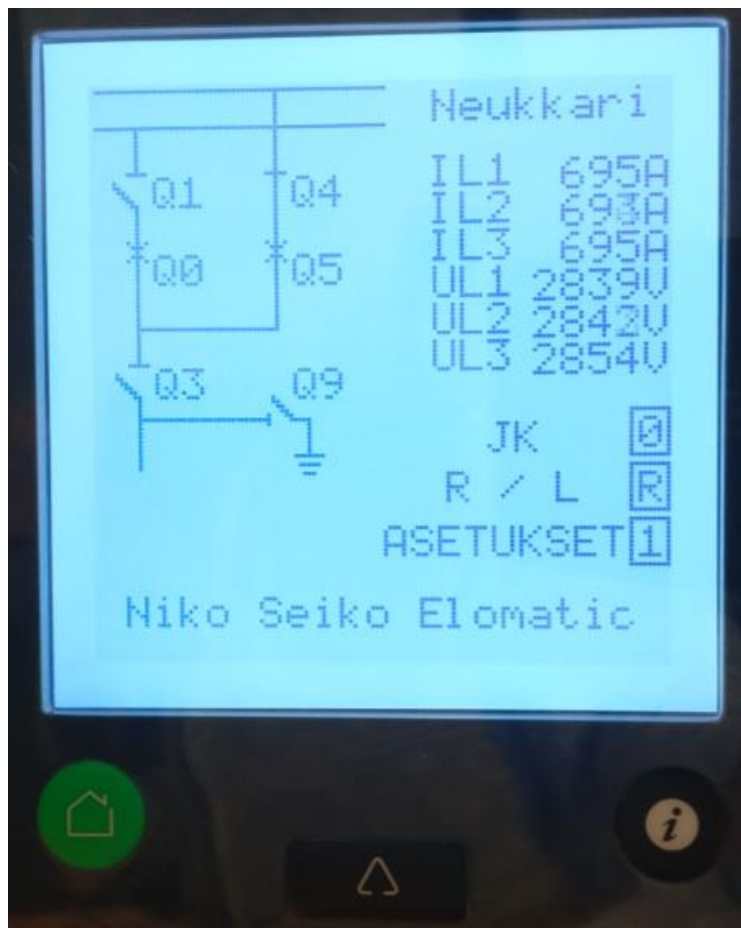 Neukkari
Q1
Q4
Q0
Q5
Q3
Q9
IL1 695A
IL2 693A
IL3 695A
UL1 2839V
UL2 2842V
UL3 2854V
JK 0
R / L R
ASETUKSET 1
Niko Seiko Elomatic
i